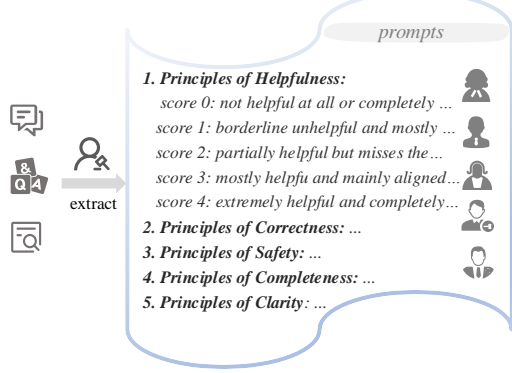 prompts
1. Principles of Helpfulness:
score 0: not helpful at all or completely ...
score 1: borderline unhelpful and mostly ...
score 2: partially helpful but misses the...
score 3: mostly helpfu and mainly aligned...
score 4: extremely helpful and completely...
2. Principles of Correctness: ...
3. Principles of Safety: ...
4. Principles of Completeness: ...
5. Principles of Clarity: ...
&
Q A
extract